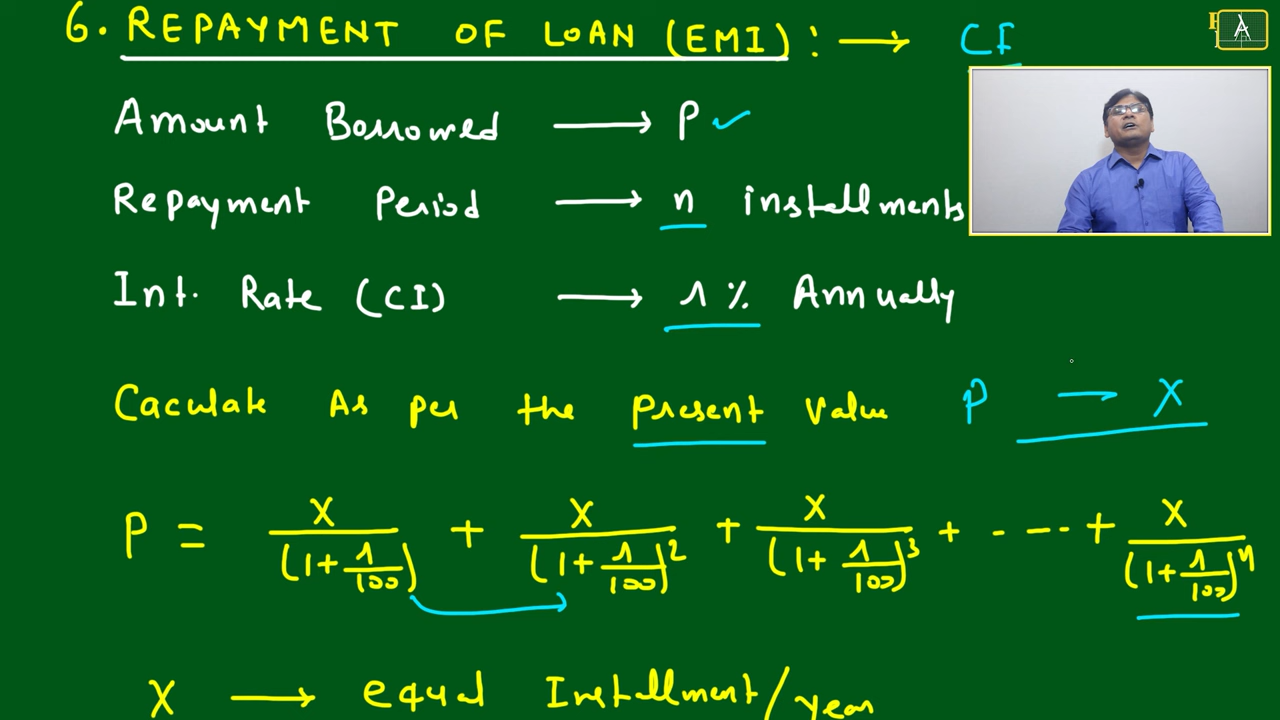 6. REPAYMENT OF LOAN (EMI) : → CI
Amount Borrowed → P ✓
Repayment Period → n installments
Int. Rate (CI) → r % Annually
Caculate As per the present value P → X
P = X/(1+r/100) + X/(1+r/100)² + X/(1+r/100)³ + ---- + X/(1+r/100)ⁿ
X → equal Installment/year